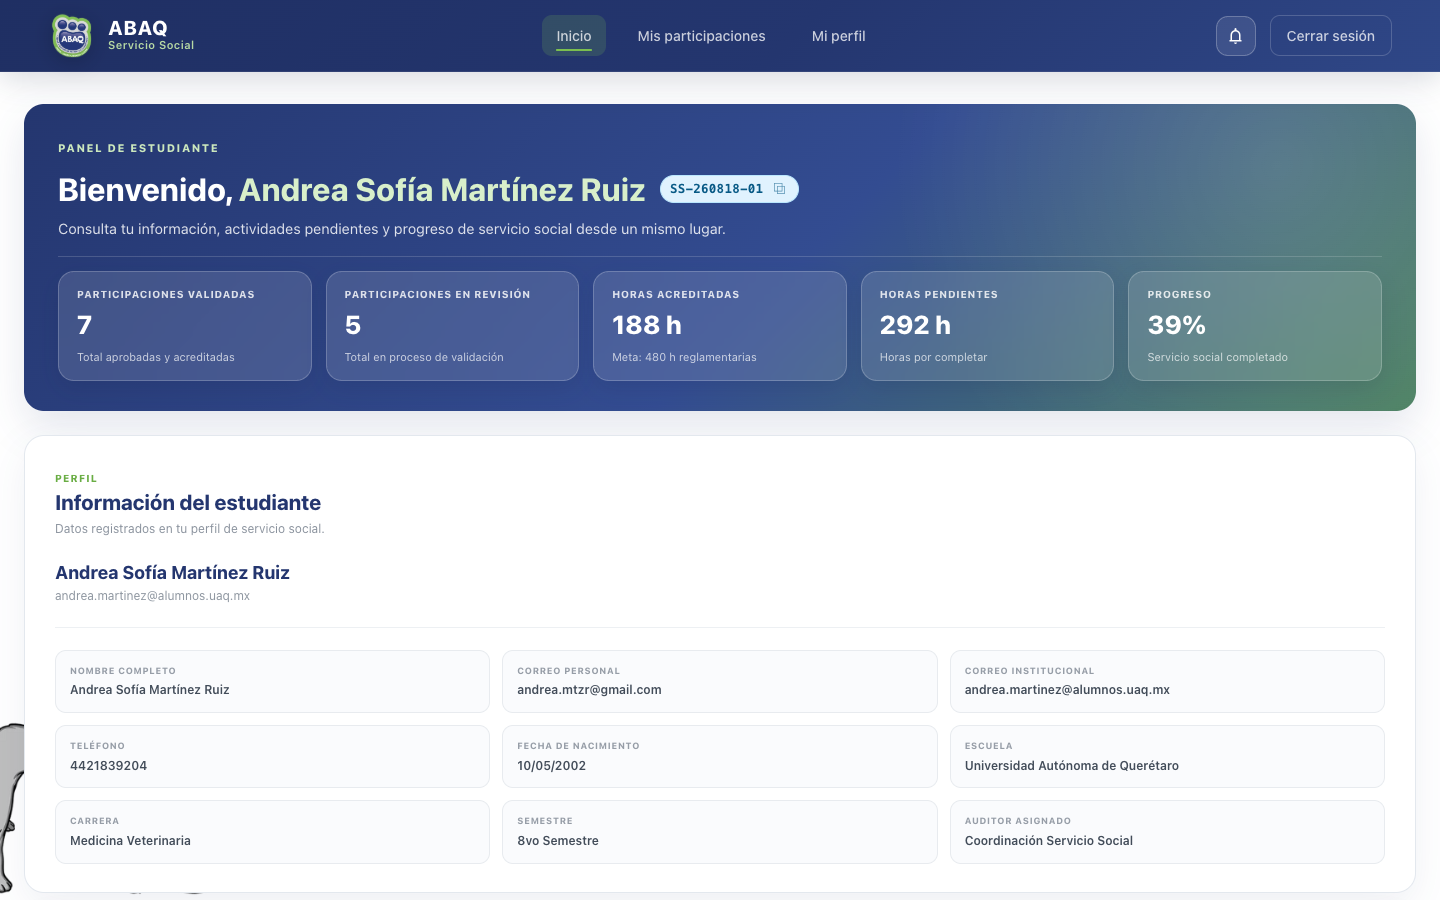 ABAQ
ABAQ
Servicio Social
Inicio
Mis participaciones
Mi perfil
Cerrar sesión
PANEL DE ESTUDIANTE
Bienvenido, Andrea Sofía Martínez Ruiz
SS-260818-01
Consulta tu información, actividades pendientes y progreso de servicio social desde un mismo lugar.
PARTICIPACIONES VALIDADAS
7
Total aprobadas y acreditadas
PARTICIPACIONES EN REVISIÓN
5
Total en proceso de validación
HORAS ACREDITADAS
188 h
Meta: 480 h reglamentarias
HORAS PENDIENTES
292 h
Horas por completar
PROGRESO
39%
Servicio social completado
PERFIL
Información del estudiante
Datos registrados en tu perfil de servicio social.
Andrea Sofía Martínez Ruiz
andrea.martinez@alumnos.uaq.mx
NOMBRE COMPLETO
Andrea Sofía Martínez Ruiz
CORREO PERSONAL
andrea.mtzr@gmail.com
CORREO INSTITUCIONAL
andrea.martinez@alumnos.uaq.mx
TELÉFONO
4421839204
FECHA DE NACIMIENTO
10/05/2002
ESCUELA
Universidad Autónoma de Querétaro
CARRERA
Medicina Veterinaria
SEMESTRE
8vo Semestre
AUDITOR ASIGNADO
Coordinación Servicio Social